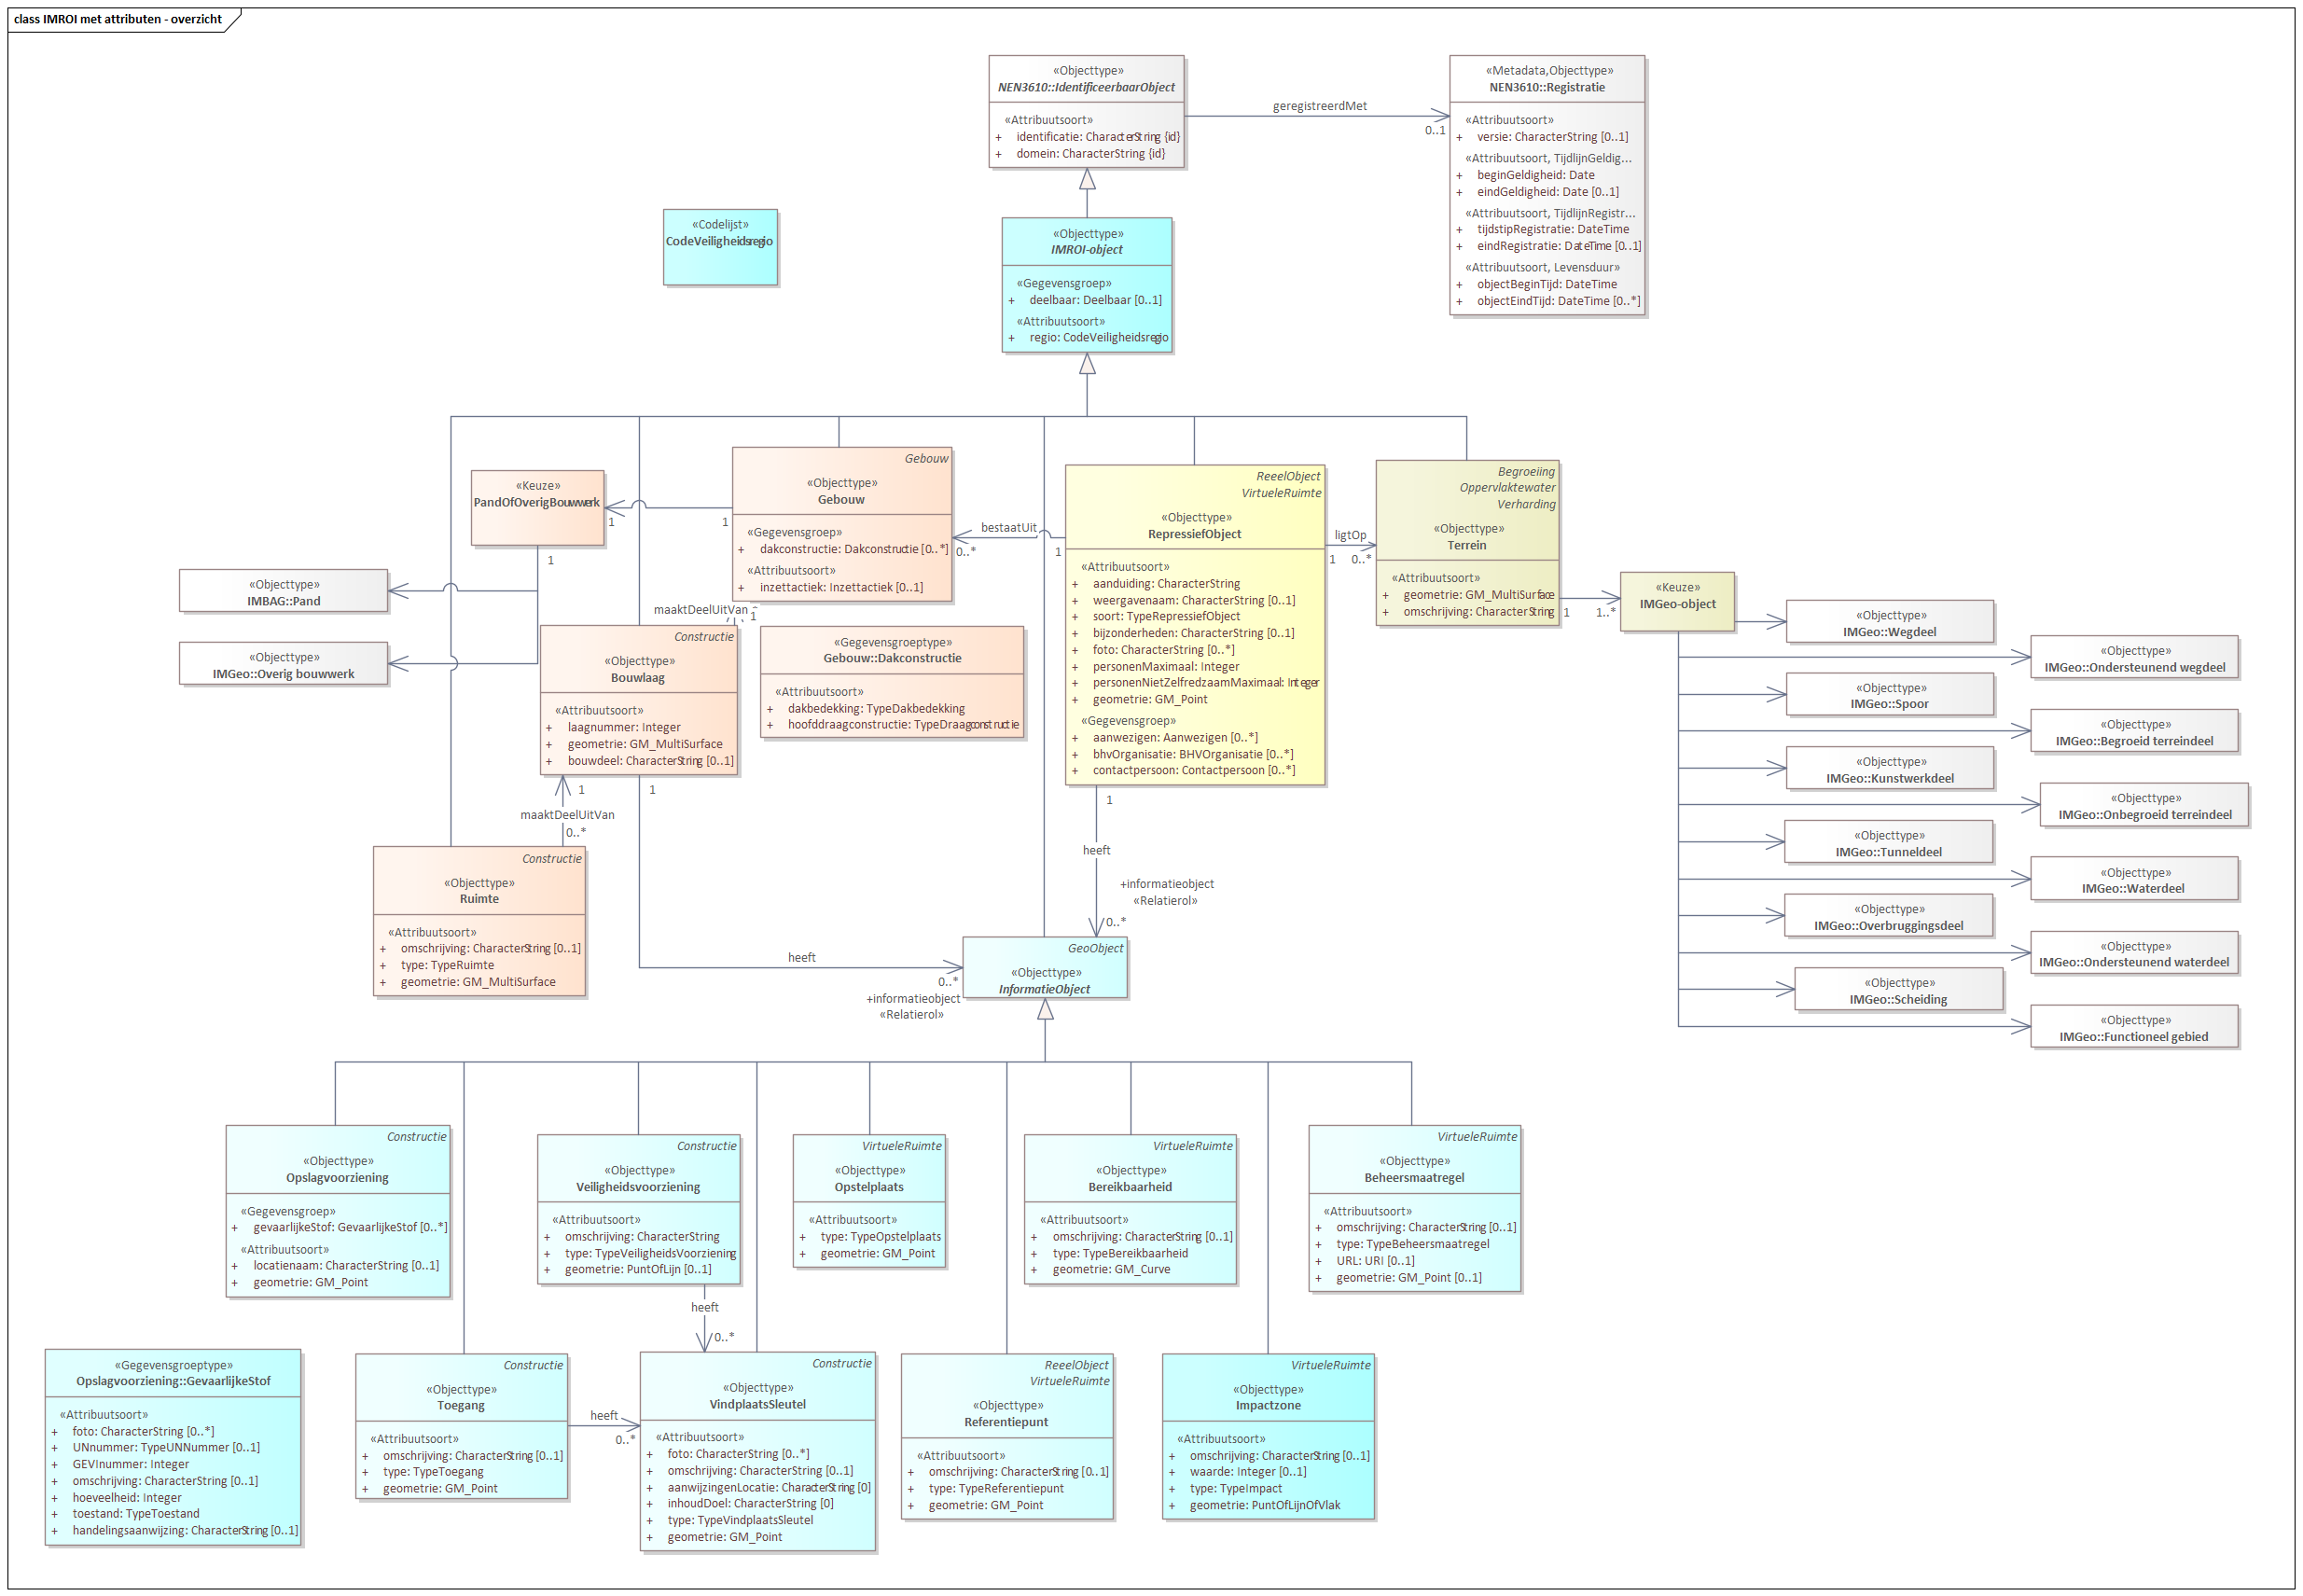 class IMROI met attributen - overzicht
«Objecttype»
NEN3610::IdentificeerbaarObject
«Attribuutsoort»
+ identificatie: CharacterString {id}
+ domein: CharacterString {id}
geregistreerdMet
0..1
«Metadata,Objecttype»
NEN3610::Registratie
«Attribuutsoort»
+ versie: CharacterString [0..1]
«Attribuutsoort, TijdlijnGeldig...
+ beginGeldigheid: Date
+ eindGeldigheid: Date [0..1]
«Attribuutsoort, TijdlijnRegistr...
+ tijdstipRegistratie: DateTime
+ eindRegistratie: DateTime [0..1]
«Attribuutsoort, Levensduur»
+ objectBeginTijd: DateTime
+ objectEindTijd: DateTime [0..*]
«Codelijst»
CodeVeiligheidsregio
«Objecttype»
IMROI-object
«Gegevensgroep»
+ deelbaar: Deelbaar [0..1]
«Attribuutsoort»
+ regio: CodeVeiligheidsregio
«Keuze»
PandOfOverigBouwwerk
1
1
1
Gebouw
«Objecttype»
Gebouw
«Gegevensgroep»
+ dakconstructie: Dakconstructie [0..*]
«Attribuutsoort»
+ inzettactiek: Inzettactiek [0..1]
bestaatUit
0..*
1
ReeelObject
VirtueleRuimte
«Objecttype»
RepressiefObject
«Attribuutsoort»
+ aanduiding: CharacterString
+ weergavenaam: CharacterString [0..1]
+ soort: TypeRepressiefObject
+ bijzonderheden: CharacterString [0..1]
+ foto: CharacterString [0..*]
+ personenMaximaal: Integer
+ personenNietZelfredzaamMaximaal: Integer
+ geometrie: GM_Point
«Gegevensgroep»
+ aanwezigen: Aanwezigen [0..*]
+ bhvOrganisatie: BHVOrganisatie [0..*]
+ contactpersoon: Contactpersoon [0..*]
ligtOp
1
0..*
Begroeiing
Oppervlaktewater
Verharding
«Objecttype»
Terrein
«Attribuutsoort»
+ geometrie: GM_MultiSurface
+ omschrijving: CharacterString
1
1..*
«Keuze»
IMGeo-object
«Objecttype»
IMGeo::Wegdeel
«Objecttype»
IMGeo::Ondersteunend wegdeel
«Objecttype»
IMGeo::Spoor
«Objecttype»
IMGeo::Begroeid terreindeel
«Objecttype»
IMGeo::Kunstwerkdeel
«Objecttype»
IMGeo::Onbegroeid terreindeel
«Objecttype»
IMGeo::Tunneldeel
«Objecttype»
IMGeo::Waterdeel
«Objecttype»
IMGeo::Overbruggingsdeel
«Objecttype»
IMGeo::Ondersteunend waterdeel
«Objecttype»
IMGeo::Scheiding
«Objecttype»
IMGeo::Functioneel gebied
«Objecttype»
IMBAG::Pand
«Objecttype»
IMGeo::Overig bouwwerk
maaktDeelUitVan
1
Constructie
«Objecttype»
Bouwlaag
«Attribuutsoort»
+ laagnummer: Integer
+ geometrie: GM_MultiSurface
+ bouwdeel: CharacterString [0..1]
«Gegevensgroeptype»
Gebouw::Dakconstructie
«Attribuutsoort»
+ dakbedekking: TypeDakbedekking
+ hoofddraagconstructie: TypeDraagconstructie
1
maaktDeelUitVan
0..*
1
Constructie
«Objecttype»
Ruimte
«Attribuutsoort»
+ omschrijving: CharacterString [0..1]
+ type: TypeRuimte
+ geometrie: GM_MultiSurface
1
heeft
+informatieobject
«Relatierol»
0..*
heeft
0..*
+informatieobject
«Relatierol»
GeoObject
«Objecttype»
InformatieObject
Constructie
«Objecttype»
Opslagvoorziening
«Gegevensgroep»
+ gevaarlijkeStof: GevaarlijkeStof [0..*]
«Attribuutsoort»
+ locatienaam: CharacterString [0..1]
+ geometrie: GM_Point
Constructie
«Objecttype»
Veiligheidsvoorziening
«Attribuutsoort»
+ omschrijving: CharacterString
+ type: TypeVeiligheidsVoorziening
+ geometrie: PuntOfLijn [0..1]
VirtueleRuimte
«Objecttype»
Opstelplaats
«Attribuutsoort»
+ type: TypeOpstelplaats
+ geometrie: GM_Point
VirtueleRuimte
«Objecttype»
Bereikbaarheid
«Attribuutsoort»
+ omschrijving: CharacterString [0..1]
+ type: TypeBereikbaarheid
+ geometrie: GM_Curve
VirtueleRuimte
«Objecttype»
Beheersmaatregel
«Attribuutsoort»
+ omschrijving: CharacterString [0..1]
+ type: TypeBeheersmaatregel
+ URL: URI [0..1]
+ geometrie: GM_Point [0..1]
heeft
0..*
«Gegevensgroeptype»
Opslagvoorziening::GevaarlijkeStof
«Attribuutsoort»
+ foto: CharacterString [0..*]
+ UNnummer: TypeUNNummer [0..1]
+ GEVInummer: Integer
+ omschrijving: CharacterString [0..1]
+ hoeveelheid: Integer
+ toestand: TypeToestand
+ handelingsaanwijzing: CharacterString [0..1]
Constructie
«Objecttype»
Toegang
«Attribuutsoort»
+ omschrijving: CharacterString [0..1]
+ type: TypeToegang
+ geometrie: GM_Point
heeft
0..*
Constructie
«Objecttype»
VindplaatsSleutel
«Attribuutsoort»
+ foto: CharacterString [0..*]
+ omschrijving: CharacterString [0..1]
+ aanwijzingenLocatie: CharacterString [0]
+ inhoudDoel: CharacterString [0]
+ type: TypeVindplaatsSleutel
+ geometrie: GM_Point
ReeelObject
VirtueleRuimte
«Objecttype»
Referentiepunt
«Attribuutsoort»
+ omschrijving: CharacterString [0..1]
+ type: TypeReferentiepunt
+ geometrie: GM_Point
VirtueleRuimte
«Objecttype»
Impactzone
«Attribuutsoort»
+ omschrijving: CharacterString [0..1]
+ waarde: Integer [0..1]
+ type: TypeImpact
+ geometrie: PuntOfLijnOfVlak